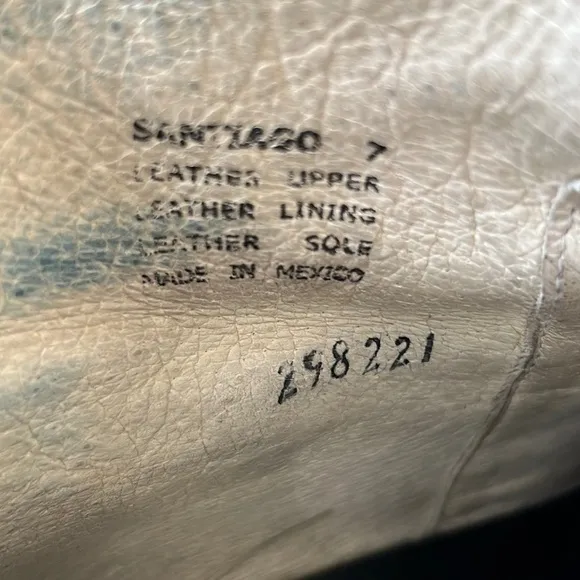 SANTIAGO 7
LEATHER UPPER
LEATHER LINING
LEATHER SOLE
MADE IN MEXICO
298221